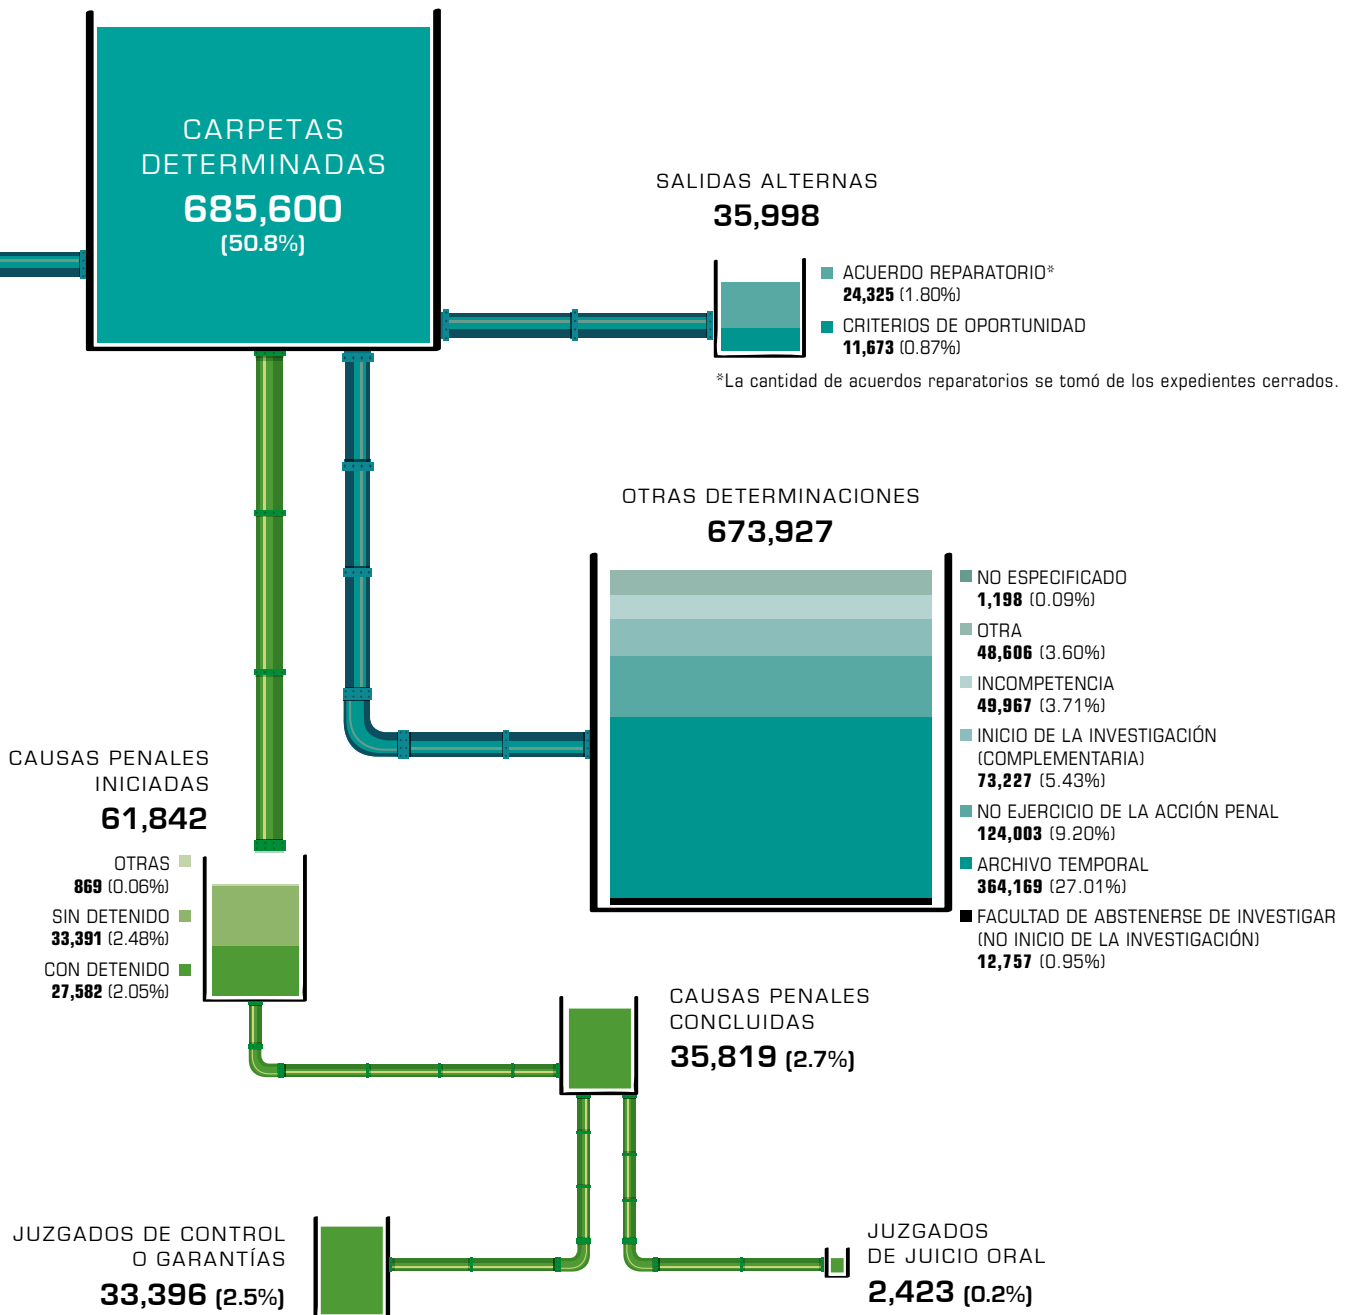 CARPETAS
DETERMINADAS
685,600
(50.8%)
SALIDAS ALTERNAS
35,998
ACUERDO REPARATORIO*
24,325 (1.80%)
CRITERIOS DE OPORTUNIDAD
11,673 (0.87%)
*La cantidad de acuerdos reparatorios se tomó de los expedientes cerrados.
OTRAS DETERMINACIONES
673,927
NO ESPECIFICADO
1,198 (0.09%)
OTRA
48,606 (3.60%)
INCOMPETENCIA
49,967 (3.71%)
INICIO DE LA INVESTIGACIÓN
(COMPLEMENTARIA)
73,227 (5.43%)
NO EJERCICIO DE LA ACCIÓN PENAL
124,003 (9.20%)
ARCHIVO TEMPORAL
364,169 (27.01%)
FACULTAD DE ABSTENERSE DE INVESTIGAR
(NO INICIO DE LA INVESTIGACIÓN)
12,757 (0.95%)
CAUSAS PENALES
INICIADAS
61,842
OTRAS
869 (0.06%)
SIN DETENIDO
33,391 (2.48%)
CON DETENIDO
27,582 (2.05%)
CAUSAS PENALES
CONCLUIDAS
35,819 (2.7%)
JUZGADOS DE CONTROL
O GARANTÍAS
33,396 (2.5%)
JUZGADOS
DE JUICIO ORAL
2,423 (0.2%)